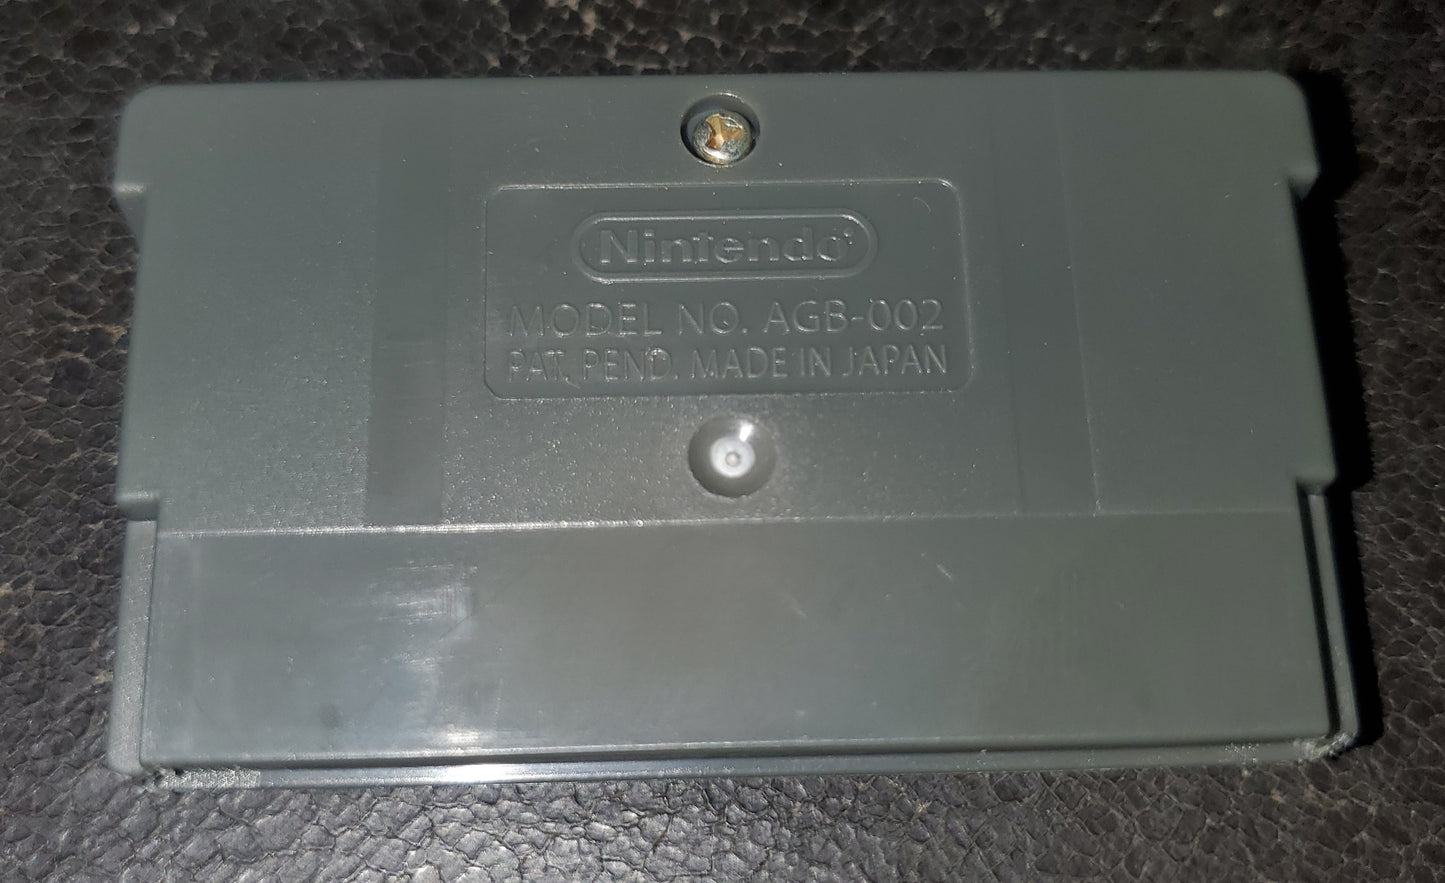 Nintendo
MODEL NO. AGB-002
PAT. PEND. MADE IN JAPAN